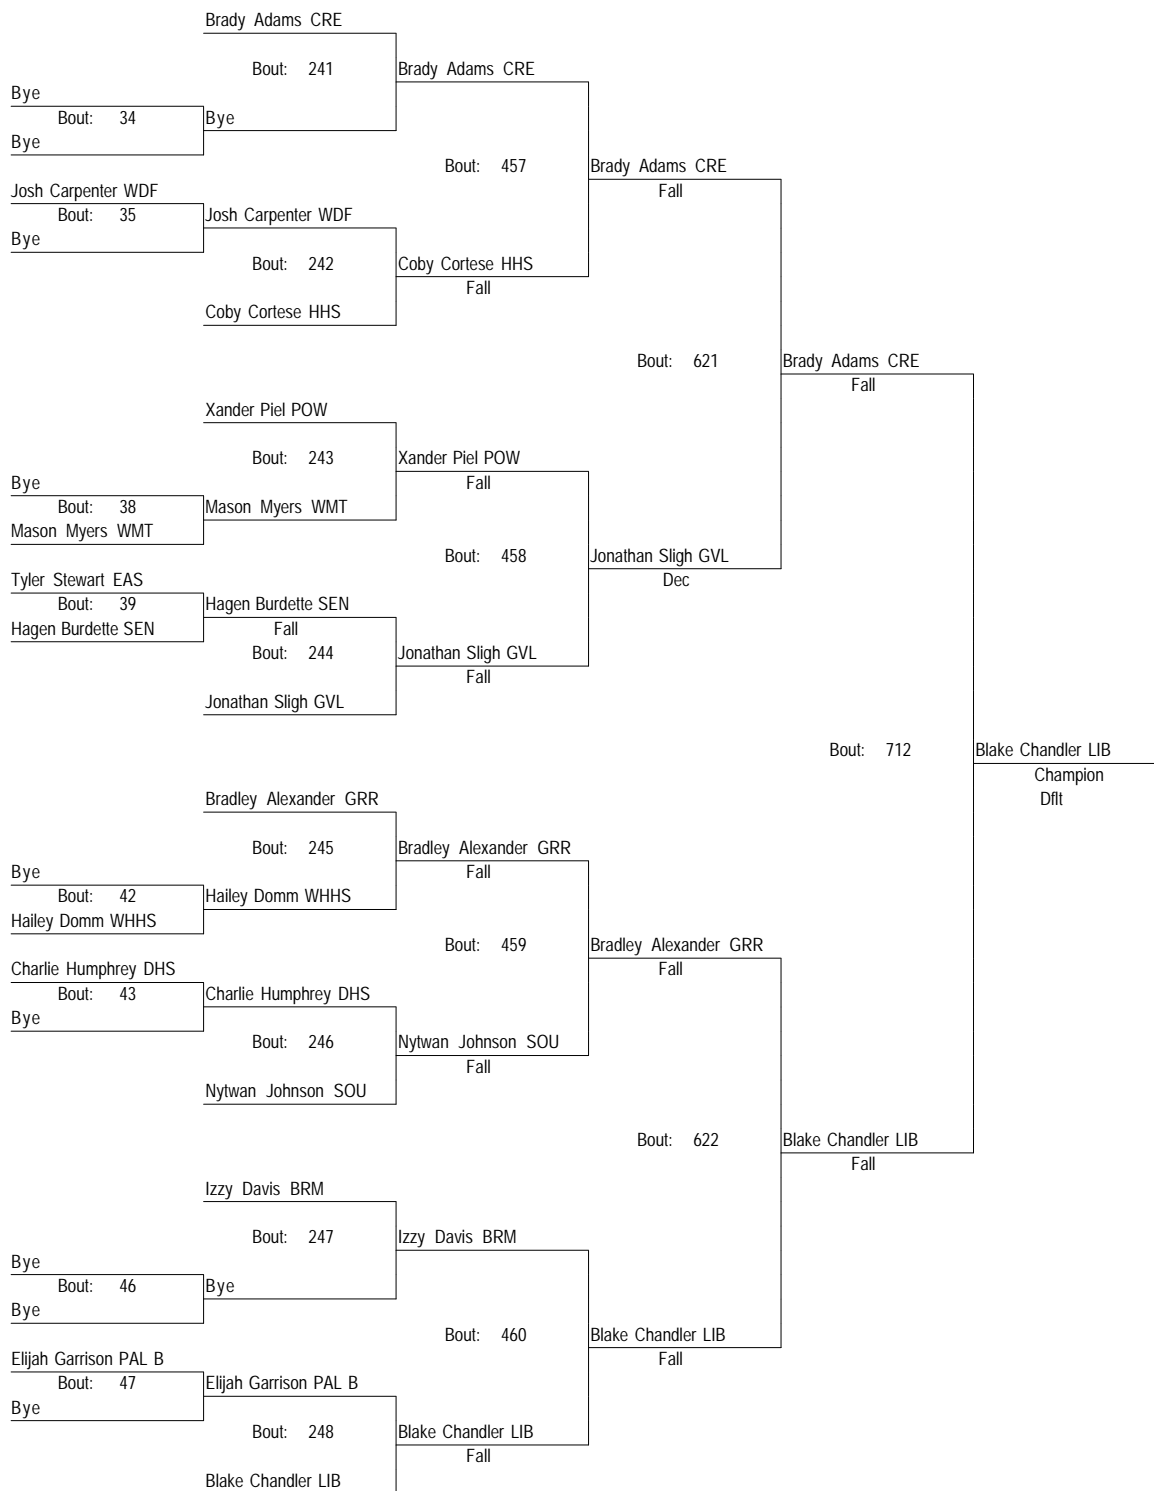 Brady Adams CRE
Bout: 241
Brady Adams CRE
Bye
Bout: 34
Bye
Bye
Bout: 457
Brady Adams CRE
Fall
Josh Carpenter WDF
Bout: 35
Josh Carpenter WDF
Bye
Bout: 242
Coby Cortese HHS
Fall
Coby Cortese HHS
Bout: 621
Brady Adams CRE
Fall
Xander Piel POW
Bout: 243
Xander Piel POW
Fall
Bye
Bout: 38
Mason Myers WMT
Mason Myers WMT
Bout: 458
Jonathan Sligh GVL
Dec
Tyler Stewart EAS
Bout: 39
Hagen Burdette SEN
Hagen Burdette SEN
Fall
Bout: 244
Jonathan Sligh GVL
Fall
Jonathan Sligh GVL
Bout: 712
Blake Chandler LIB
Champion
Dflt
Bradley Alexander GRR
Bout: 245
Bradley Alexander GRR
Fall
Bye
Bout: 42
Hailey Domm WHHS
Hailey Domm WHHS
Bout: 459
Bradley Alexander GRR
Fall
Charlie Humphrey DHS
Bout: 43
Charlie Humphrey DHS
Bye
Bout: 246
Nytwan Johnson SOU
Fall
Nytwan Johnson SOU
Bout: 622
Blake Chandler LIB
Fall
Izzy Davis BRM
Bout: 247
Izzy Davis BRM
Bye
Bout: 46
Bye
Bye
Bout: 460
Blake Chandler LIB
Fall
Elijah Garrison PAL B
Bout: 47
Elijah Garrison PAL B
Bye
Bout: 248
Blake Chandler LIB
Fall
Blake Chandler LIB